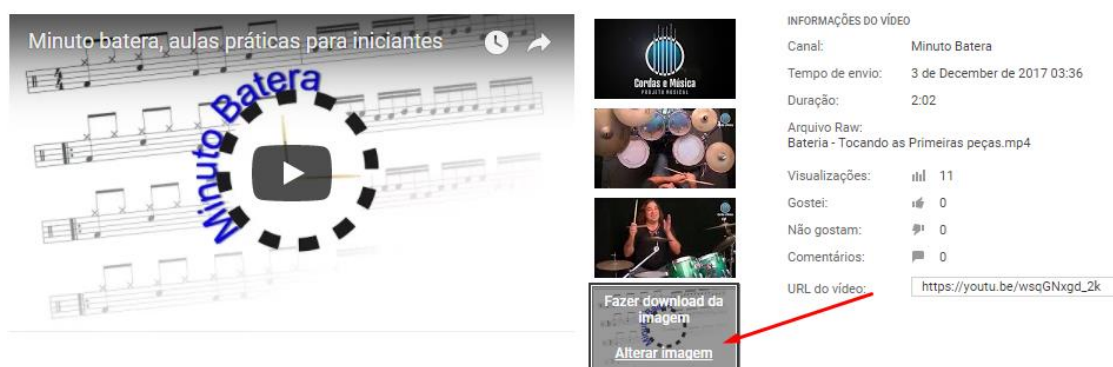 Minuto batera, aulas práticas para iniciantes
Minuto Batera
Cordas e Música
PROJETO MUSICAL
Fazer download da
imagem
Alterar imagem
INFORMAÇÕES DO VÍDEO
Canal: Minuto Batera
Tempo de envio: 3 de December de 2017 03:36
Duração: 2:02
Arquivo Raw:
Bateria - Tocando as Primeiras peças.mp4
Visualizações: 11
Gostei: 0
Não gostam: 0
Comentários: 0
URL do vídeo: https://youtu.be/wsqGNxgd_2k